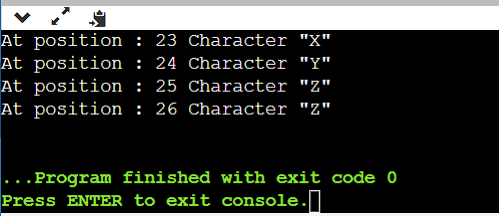 At position : 23 Character "X"
At position : 24 Character "Y"
At position : 25 Character "Z"
At position : 26 Character "Z"
...Program finished with exit code 0
Press ENTER to exit console.